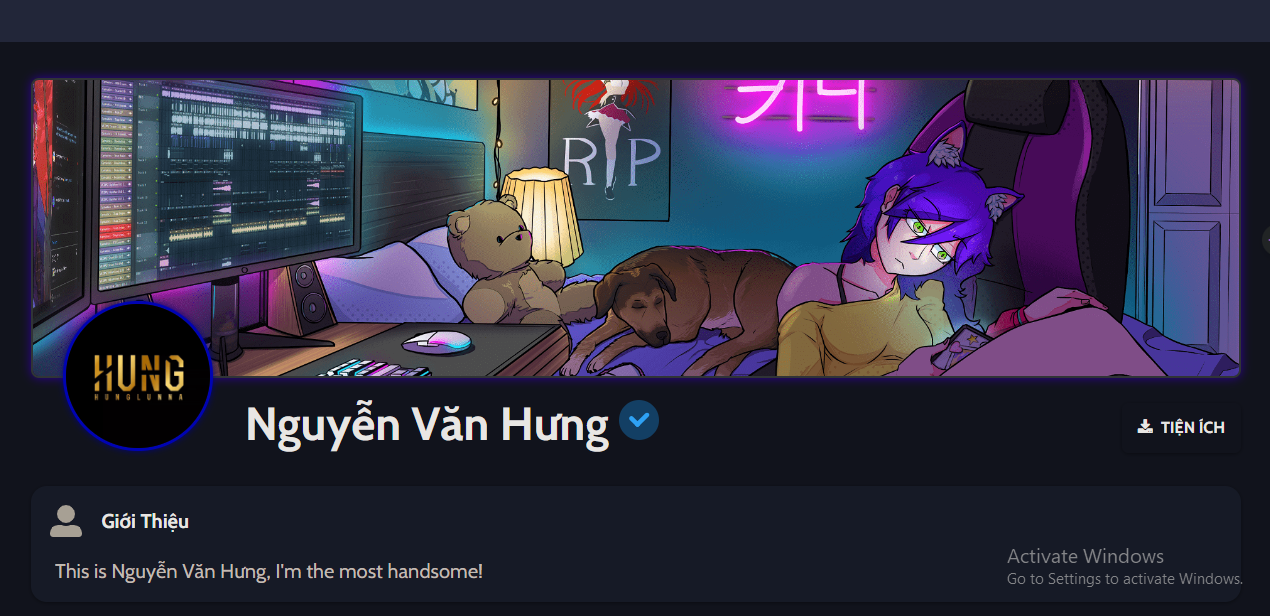 RIP
HUNG
HUNGLUNNA
Nguyễn Văn Hưng
TIỆN ÍCH
Giới Thiệu
This is Nguyễn Văn Hưng, I'm the most handsome!
Activate Windows
Go to Settings to activate Windows.